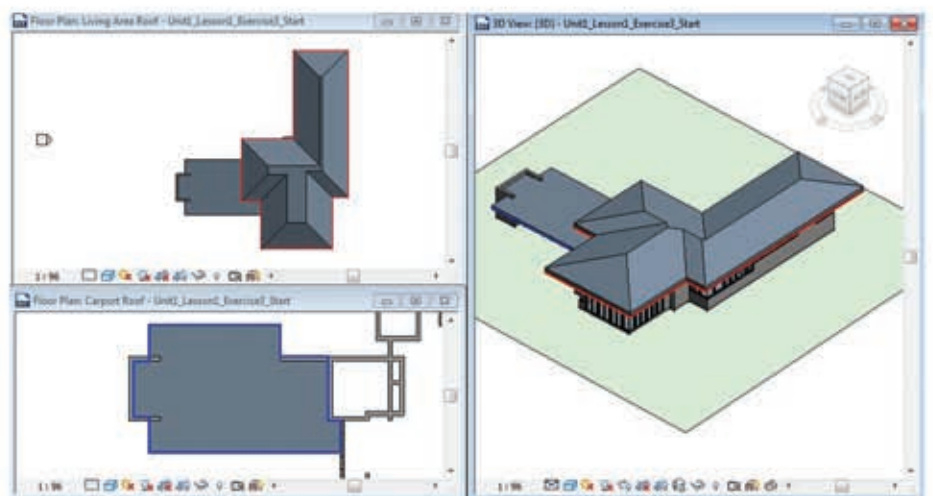 Floor Plan: Living Area Roof - Unit1_Lesson1_Exercise3_Start
1 : 96
Floor Plan: Carport Roof - Unit1_Lesson1_Exercise3_Start
1 : 96
3D View: {3D} - Unit1_Lesson1_Exercise3_Start
1 : 96